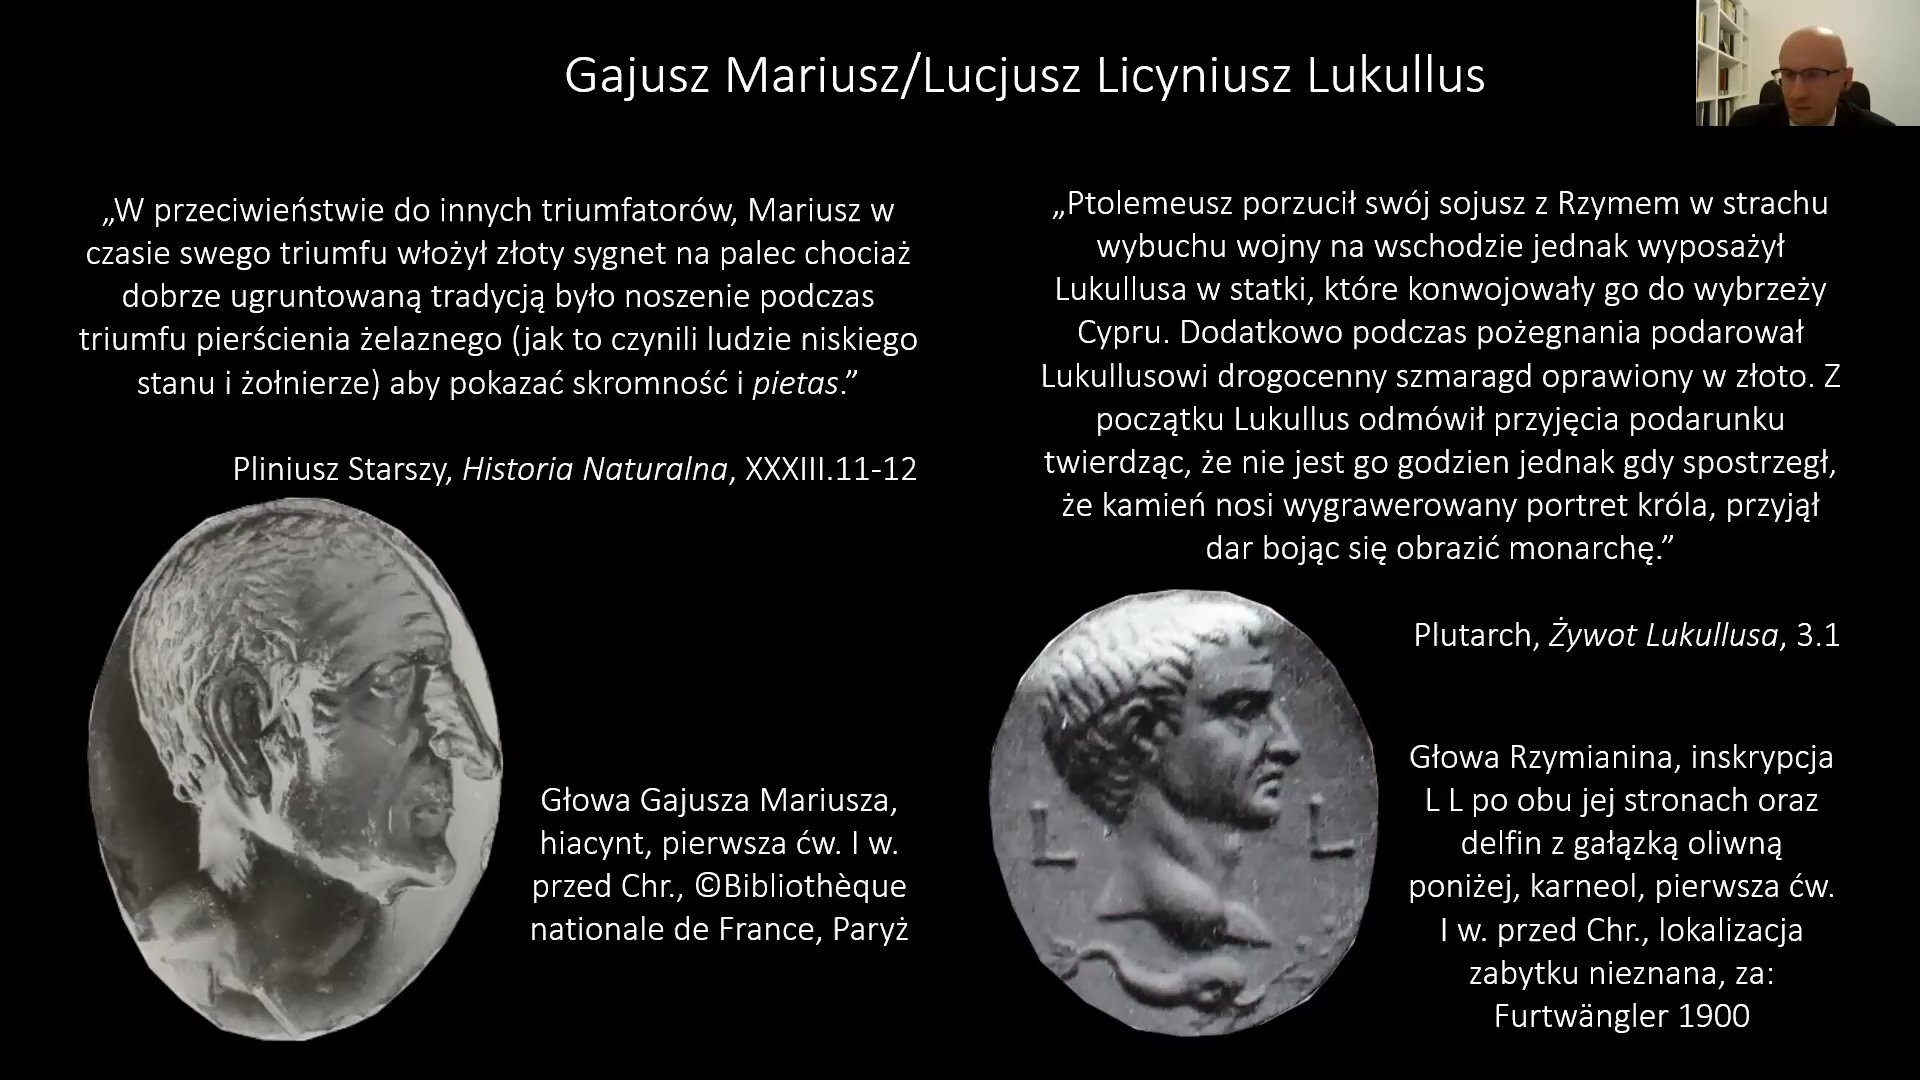 Gajusz Mariusz/Lucjusz Licyniusz Lukullus
„W przeciwieństwie do innych triumfatorów, Mariusz w
czasie swego triumfu włożył złoty sygnet na palec chociaż
dobrze ugruntowaną tradycją było noszenie podczas
triumfu pierścienia żelaznego (jak to czynili ludzie niskiego
stanu i żołnierze) aby pokazać skromność i pietas.”
Pliniusz Starszy, Historia Naturalna, XXXIII.11-12
Głowa Gajusza Mariusza,
hiacynt, pierwsza ćw. I w.
przed Chr., ©Bibliothèque
nationale de France, Paryż
„Ptolemeusz porzucił swój sojusz z Rzymem w strachu
wybuchu wojny na wschodzie jednak wyposażył
Lukullusa w statki, które konwojowały go do wybrzeży
Cypru. Dodatkowo podczas pożegnania podarował
Lukullusowi drogocenny szmaragd oprawiony w złoto. Z
początku Lukullus odmówił przyjęcia podarunku
twierdząc, że nie jest go godzien jednak gdy spostrzegł,
że kamień nosi wygrawerowany portret króla, przyjął
dar bojąc się obrazić monarchę.”
Plutarch, Żywot Lukullusa, 3.1
L L
Głowa Rzymianina, inskrypcja
L L po obu jej stronach oraz
delfin z gałązką oliwną
poniżej, karneol, pierwsza ćw.
I w. przed Chr., lokalizacja
zabytku nieznana, za:
Furtwängler 1900